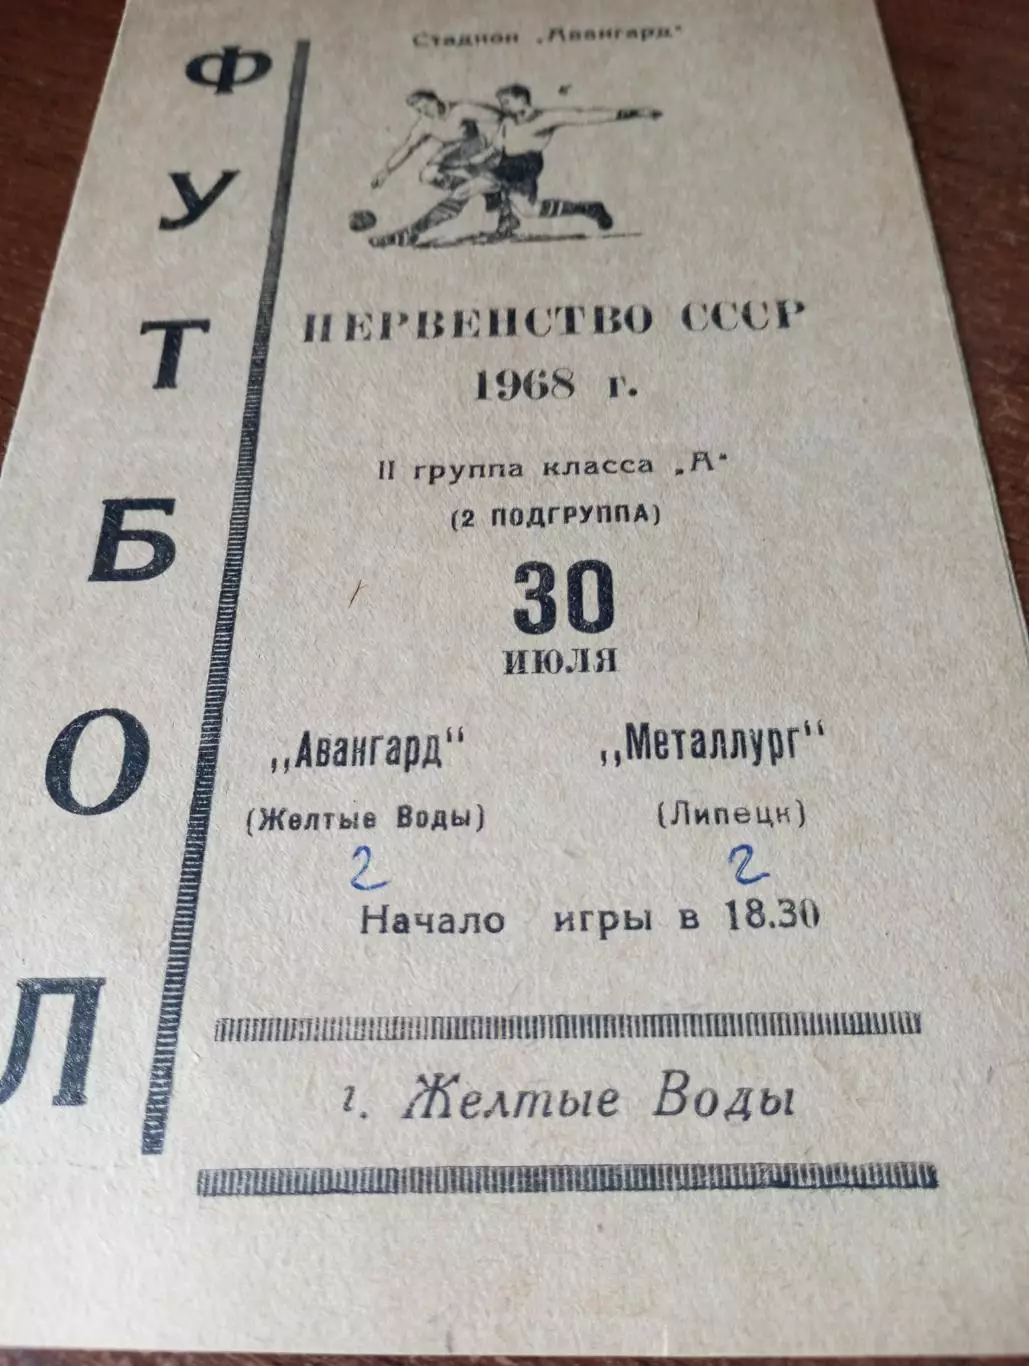 ФУТБОЛ
Стадион „Авангард"
ПЕРВЕНСТВО СССР
1968 г.
II группа класса „А"
(2 ПОДГРУППА)
30
ИЮЛЯ
„Авангард“ „Металлург“
(Желтые Воды) (Липецк)
2 2
Начало игры в 18.30
г. Желтые Воды